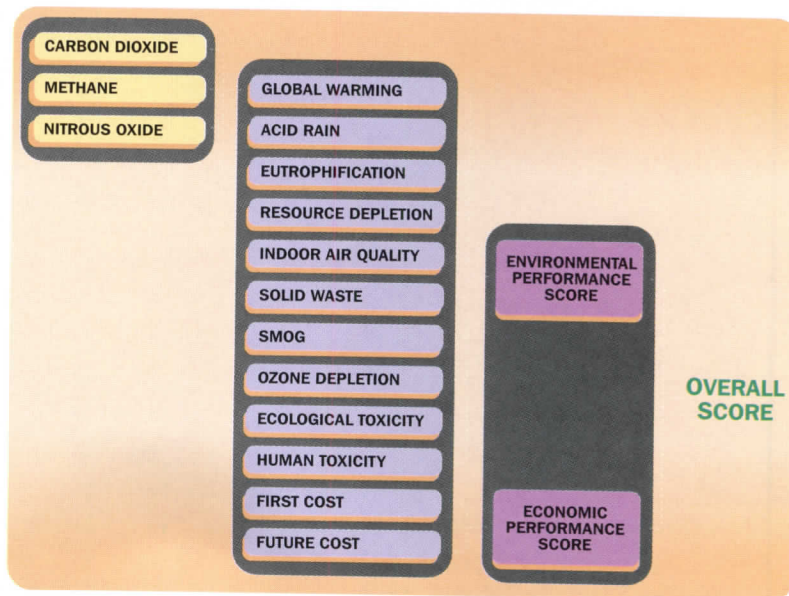 CARBON DIOXIDE
METHANE
NITROUS OXIDE
GLOBAL WARMING
ACID RAIN
EUTROPHIFICATION
RESOURCE DEPLETION
INDOOR AIR QUALITY
SOLID WASTE
SMOG
OZONE DEPLETION
ECOLOGICAL TOXICITY
HUMAN TOXICITY
FIRST COST
FUTURE COST
ENVIRONMENTAL
PERFORMANCE
SCORE
ECONOMIC
PERFORMANCE
SCORE
OVERALL
SCORE